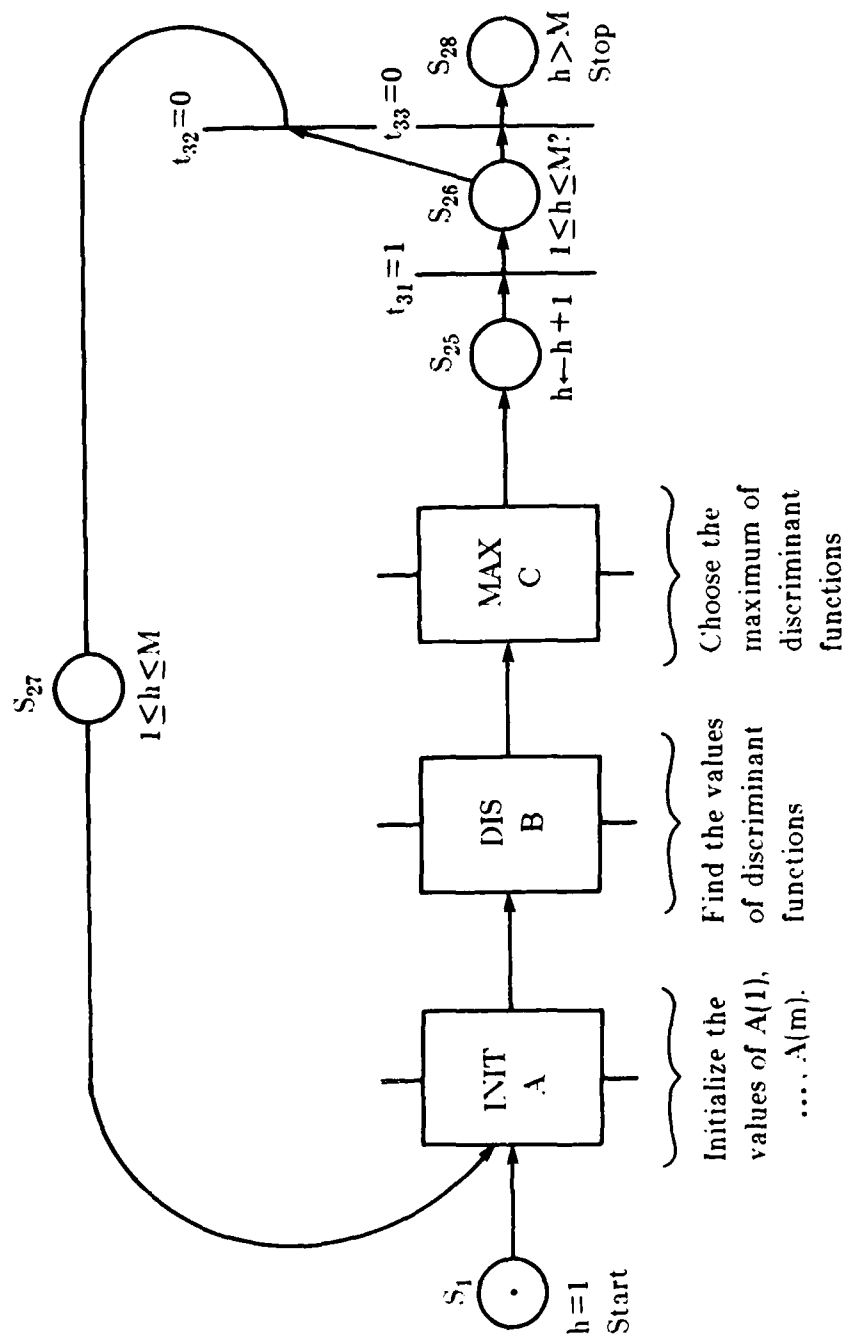 S₁
h=1
Start
INIT
A
Initialize the
values of A(1),
...., A(m).
DIS
B
Find the values
of discriminant
functions
MAX
C
Choose the
maximum of
discriminant
functions
S₂₇
1≤h≤M
S₂₅
h←h+1
t₃₁=1
S₂₆
1≤h≤M?
t₃₂=0
t₃₃=0
S₂₈
h>M
Stop